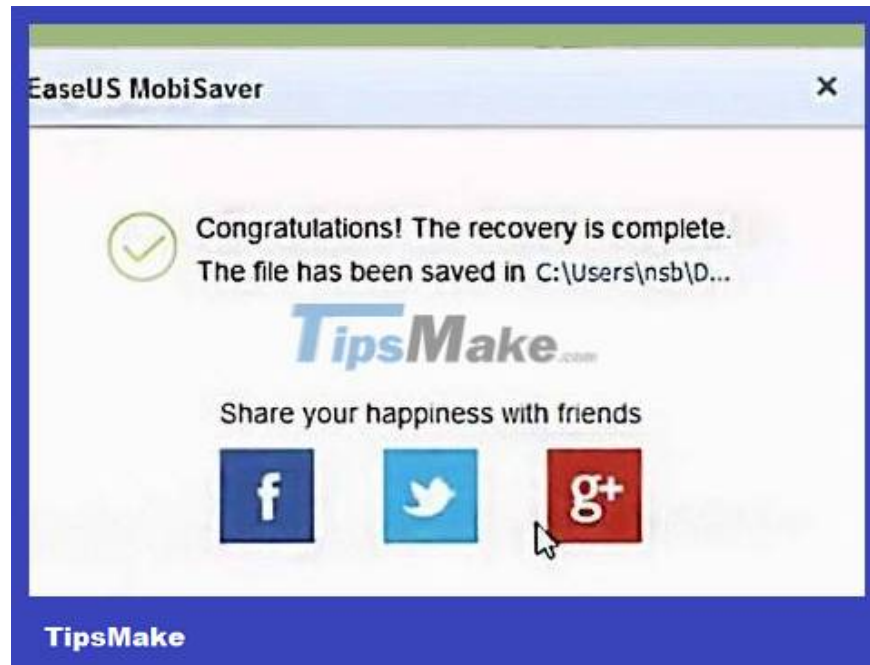 EaseUS MobiSaver
Congratulations! The recovery is complete.
The file has been saved in C:\Users\nsb\D...
TipsMake.com
Share your happiness with friends
f
g+
TipsMake